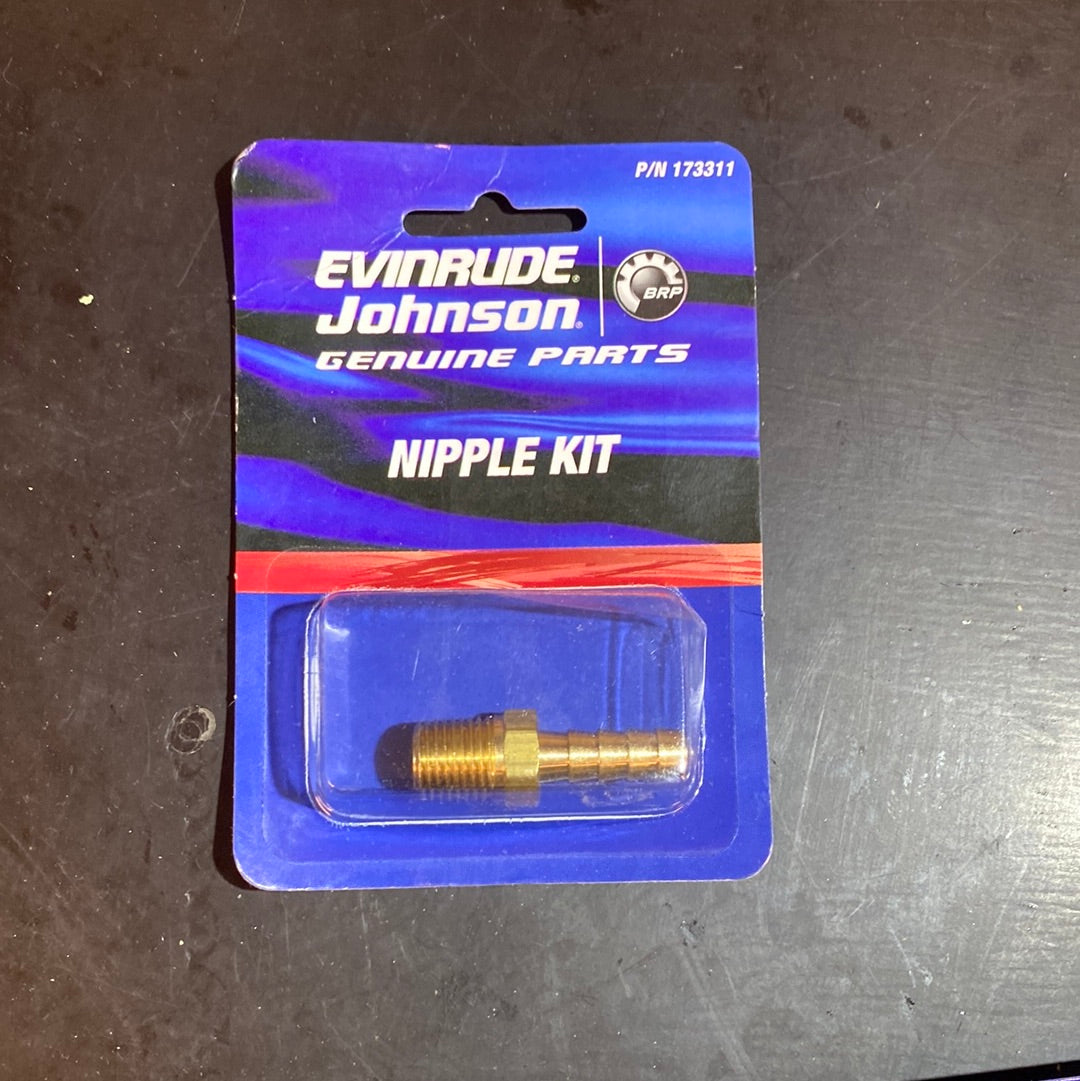 P/N 173311
EVINRUDE®
Johnson®
BRP
GENUINE PARTS
NIPPLE KIT